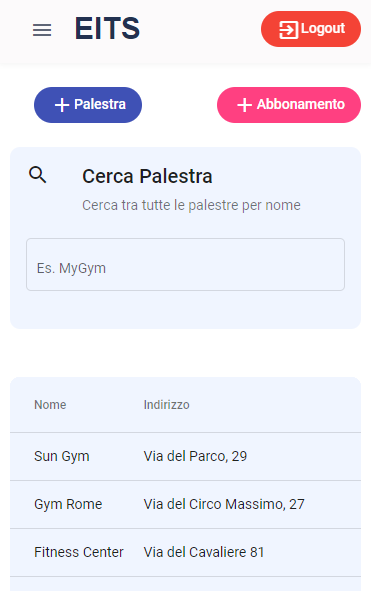 EITS
Logout
Palestra
Abbonamento
Cerca Palestra
Cerca tra tutte le palestre per nome
Es. MyGym
Nome Indirizzo
Sun Gym Via del Parco, 29
Gym Rome Via del Circo Massimo, 27
Fitness Center Via del Cavaliere 81